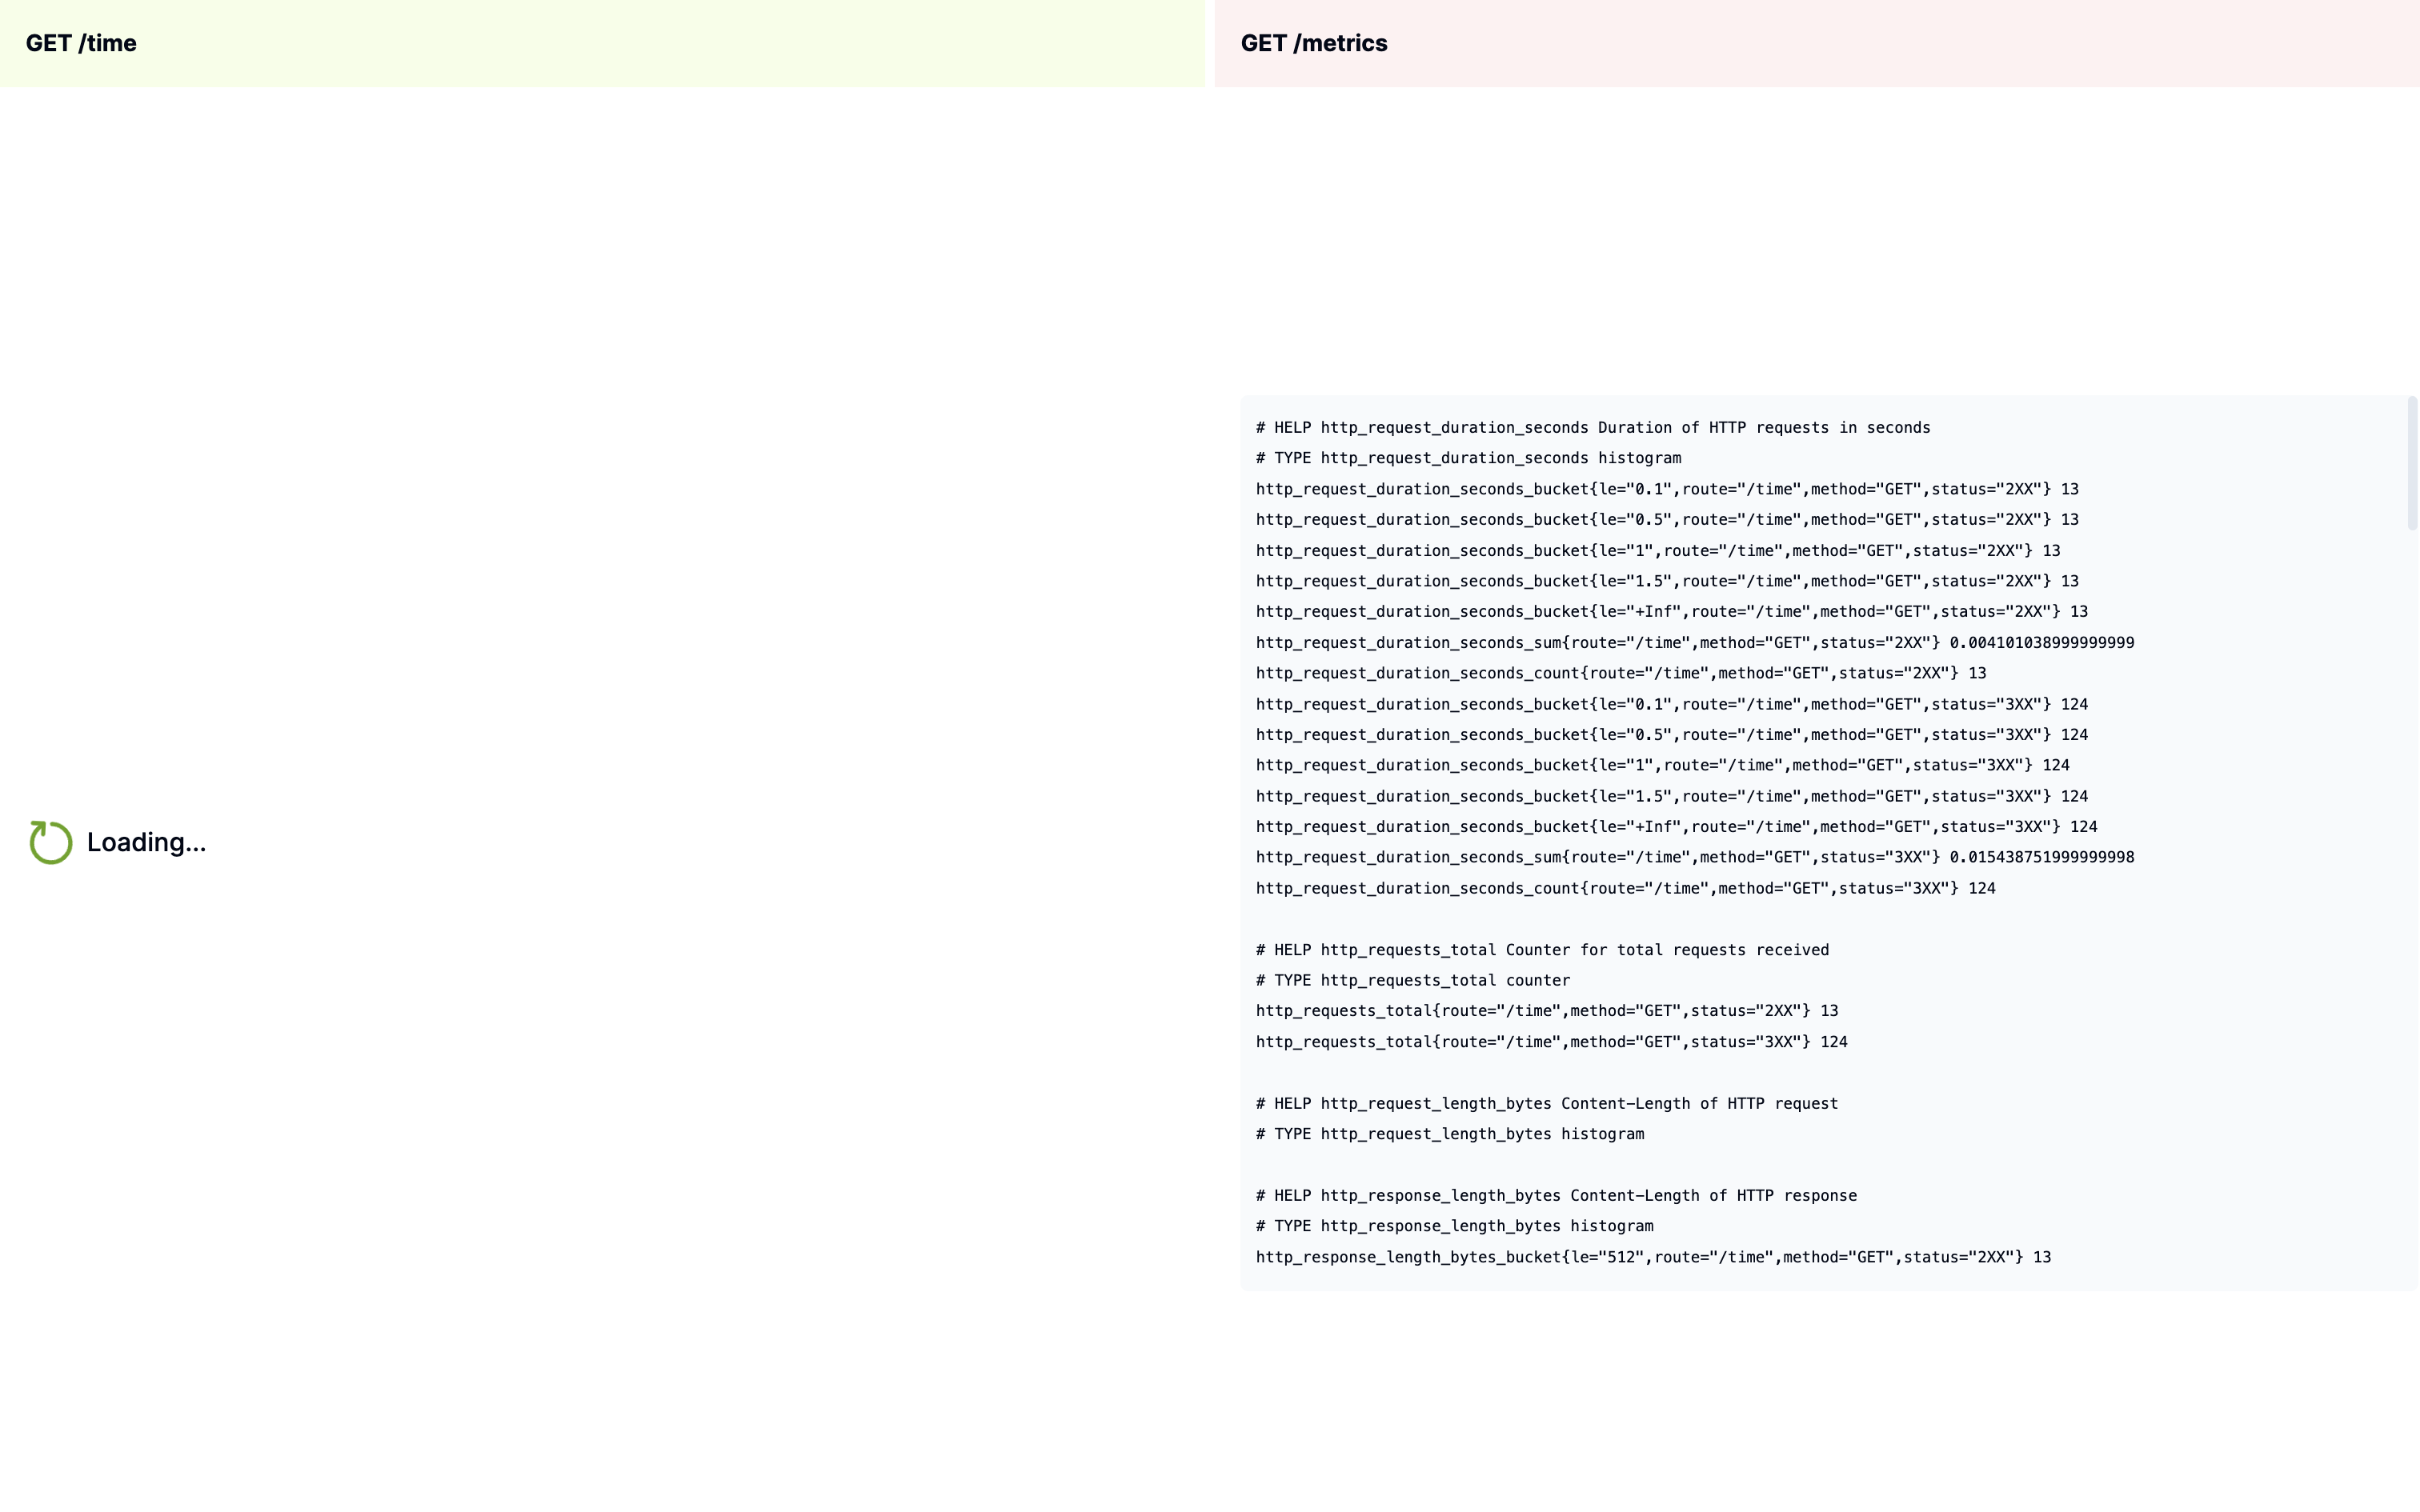 GET /time
Loading...
GET /metrics
# HELP http_request_duration_seconds Duration of HTTP requests in seconds
# TYPE http_request_duration_seconds histogram
http_request_duration_seconds_bucket{le="0.1",route="/time",method="GET",status="2XX"} 13
http_request_duration_seconds_bucket{le="0.5",route="/time",method="GET",status="2XX"} 13
http_request_duration_seconds_bucket{le="1",route="/time",method="GET",status="2XX"} 13
http_request_duration_seconds_bucket{le="1.5",route="/time",method="GET",status="2XX"} 13
http_request_duration_seconds_bucket{le="+Inf",route="/time",method="GET",status="2XX"} 13
http_request_duration_seconds_sum{route="/time",method="GET",status="2XX"} 0.004101038999999999
http_request_duration_seconds_count{route="/time",method="GET",status="2XX"} 13
http_request_duration_seconds_bucket{le="0.1",route="/time",method="GET",status="3XX"} 124
http_request_duration_seconds_bucket{le="0.5",route="/time",method="GET",status="3XX"} 124
http_request_duration_seconds_bucket{le="1",route="/time",method="GET",status="3XX"} 124
http_request_duration_seconds_bucket{le="1.5",route="/time",method="GET",status="3XX"} 124
http_request_duration_seconds_bucket{le="+Inf",route="/time",method="GET",status="3XX"} 124
http_request_duration_seconds_sum{route="/time",method="GET",status="3XX"} 0.015438751999999998
http_request_duration_seconds_count{route="/time",method="GET",status="3XX"} 124
# HELP http_requests_total Counter for total requests received
# TYPE http_requests_total counter
http_requests_total{route="/time",method="GET",status="2XX"} 13
http_requests_total{route="/time",method="GET",status="3XX"} 124
# HELP http_request_length_bytes Content-Length of HTTP request
# TYPE http_request_length_bytes histogram
# HELP http_response_length_bytes Content-Length of HTTP response
# TYPE http_response_length_bytes histogram
http_response_length_bytes_bucket{le="512",route="/time",method="GET",status="2XX"} 13